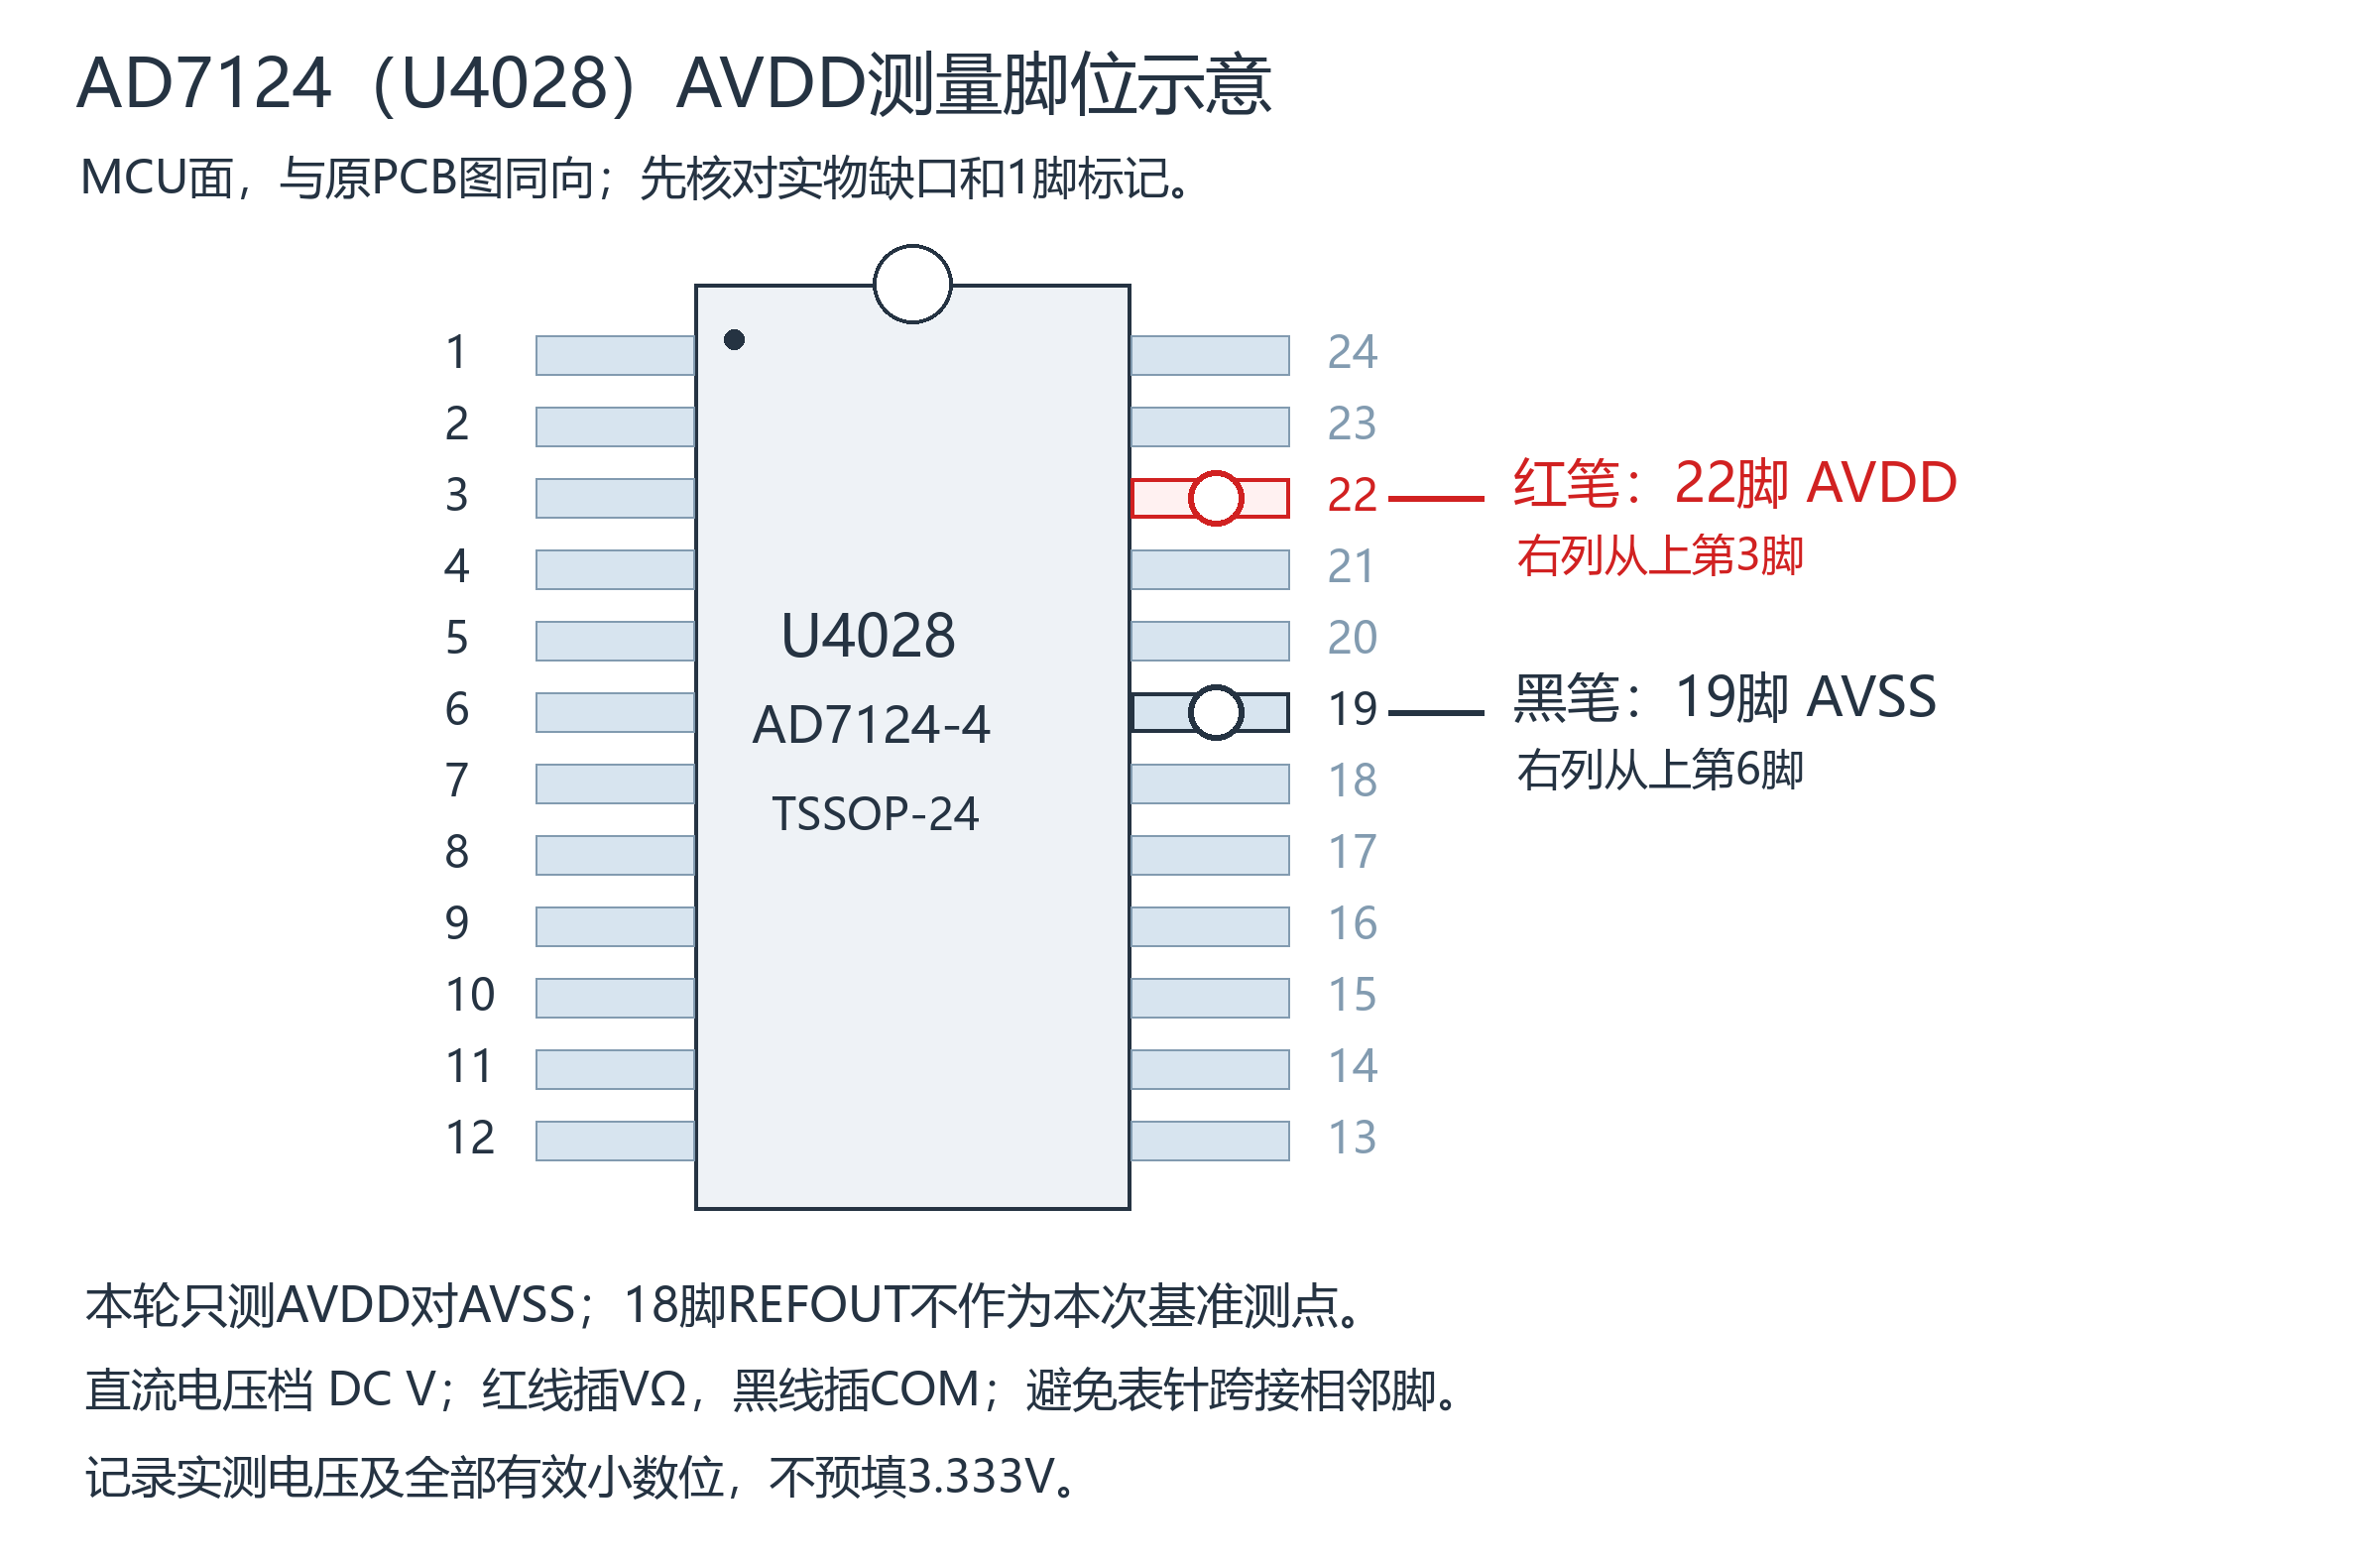 AD7124（U4028）AVDD测量脚位示意
MCU面，与原PCB图同向；先核对实物缺口和1脚标记。
1 24
2 23
3 22 红笔：22脚 AVDD
右列从上第3脚
4 21
5 20
U4028
6 19 黑笔：19脚 AVSS
AD7124-4
右列从上第6脚
7 18
TSSOP-24
8 17
9 16
10 15
11 14
12 13
本轮只测AVDD对AVSS；18脚REFOUT不作为本次基准测点。
直流电压档 DC V；红线插VΩ，黑线插COM；避免表针跨接相邻脚。
记录实测电压及全部有效小数位，不预填3.333V。